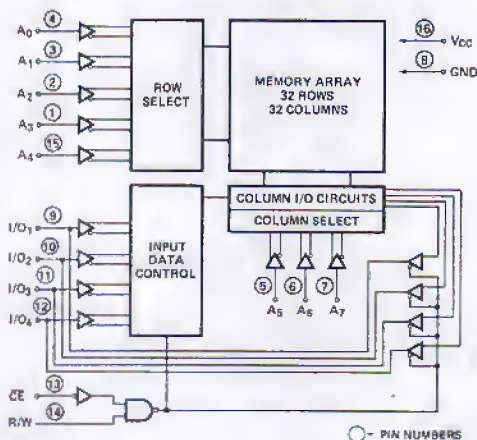 ④
A₀
③
A₁
②
A₂
①
A₃
⑮
A₄
ROW
SELECT
MEMORY ARRAY
32 ROWS
32 COLUMNS
⑯
VCC
⑧
GND
⑨
I/O₁
⑩
I/O₂
⑪
I/O₃
⑫
I/O₄
INPUT
DATA
CONTROL
COLUMN I/O CIRCUITS
COLUMN SELECT
⑤ ⑥ ⑦
A₅ A₆ A₇
⑬
CE
⑭
R/W
○- PIN NUMBERS